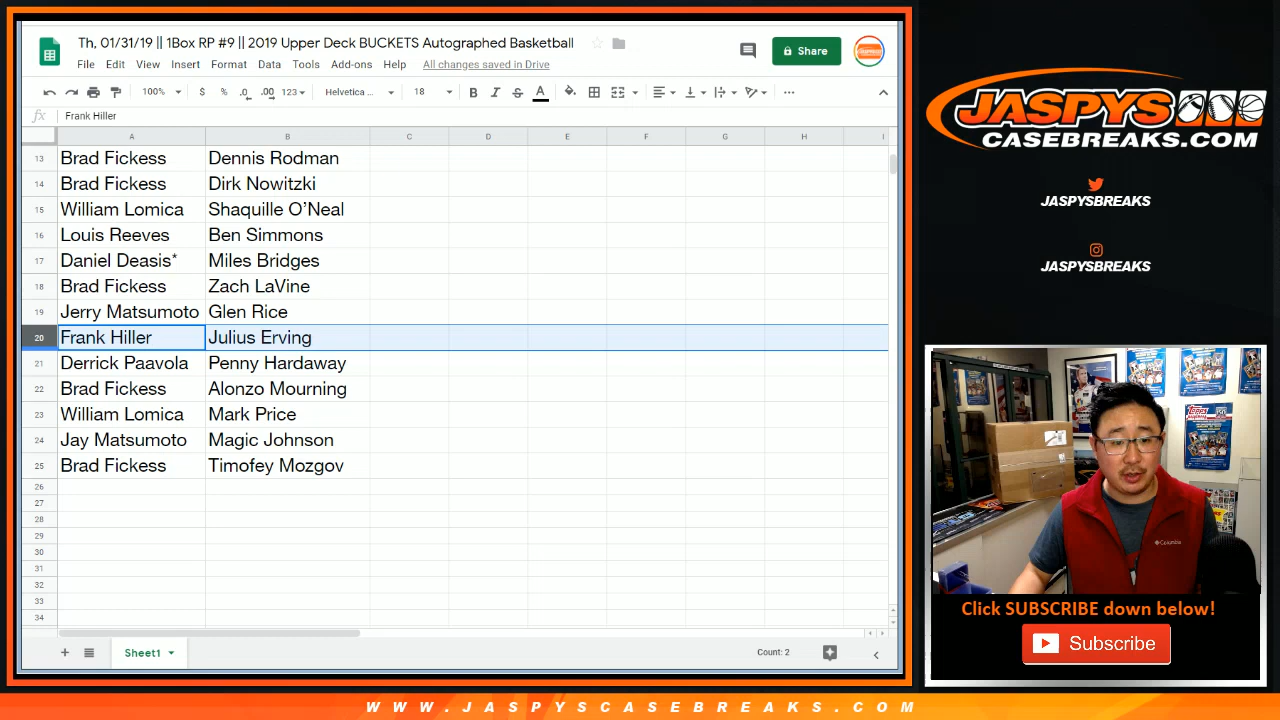 Th, 01/31/19 || 1Box RP #9 || 2019 Upper Deck BUCKETS Autographed Basketball
File Edit View Insert Format Data Tools Add-ons Help All changes saved in Drive
Share
100% $ % .0 .00 123 Helvetica ... 18 B I S A
fx Frank Hiller
A B C D E F G H I
13 Brad Fickess Dennis Rodman
14 Brad Fickess Dirk Nowitzki
15 William Lomica Shaquille O’Neal
16 Louis Reeves Ben Simmons
17 Daniel Deasis* Miles Bridges
18 Brad Fickess Zach LaVine
19 Jerry Matsumoto Glen Rice
20 Frank Hiller Julius Erving
21 Derrick Paavola Penny Hardaway
22 Brad Fickess Alonzo Mourning
23 William Lomica Mark Price
24 Jay Matsumoto Magic Johnson
25 Brad Fickess Timofey Mozgov
26
27
28
29
30
31
32
33
34
Sheet1
Count: 2
JASPYS
CASEBREAKS.COM
JASPYSBREAKS
JASPYSBREAKS
Columbia
Click SUBSCRIBE down below!
Subscribe
WWW.JASPYSCASEBREAKS.COM